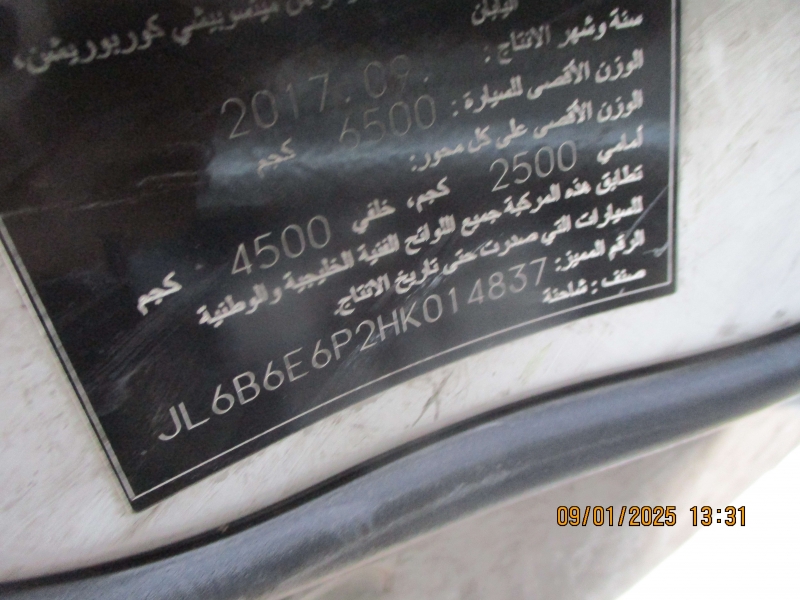 من ميتسوبيشي كوربوريشن،
اليابان
سنة وشهر الانتاج : 2017.09.
الوزن الأقصى للسيارة : 6500 كجم
الوزن الأقصى على كل محور:
أمامي 2500 كجم، خلفي 4500 كجم
تطابق هذه المركبة جميع اللوائح الفنية الخليجية والوطنية
للسيارات التي صدرت حتى تاريخ الانتاج.
الرقم المميز: JL6B6E6P2HK014837
صنف : شاحنة
09/01/2025 13:31